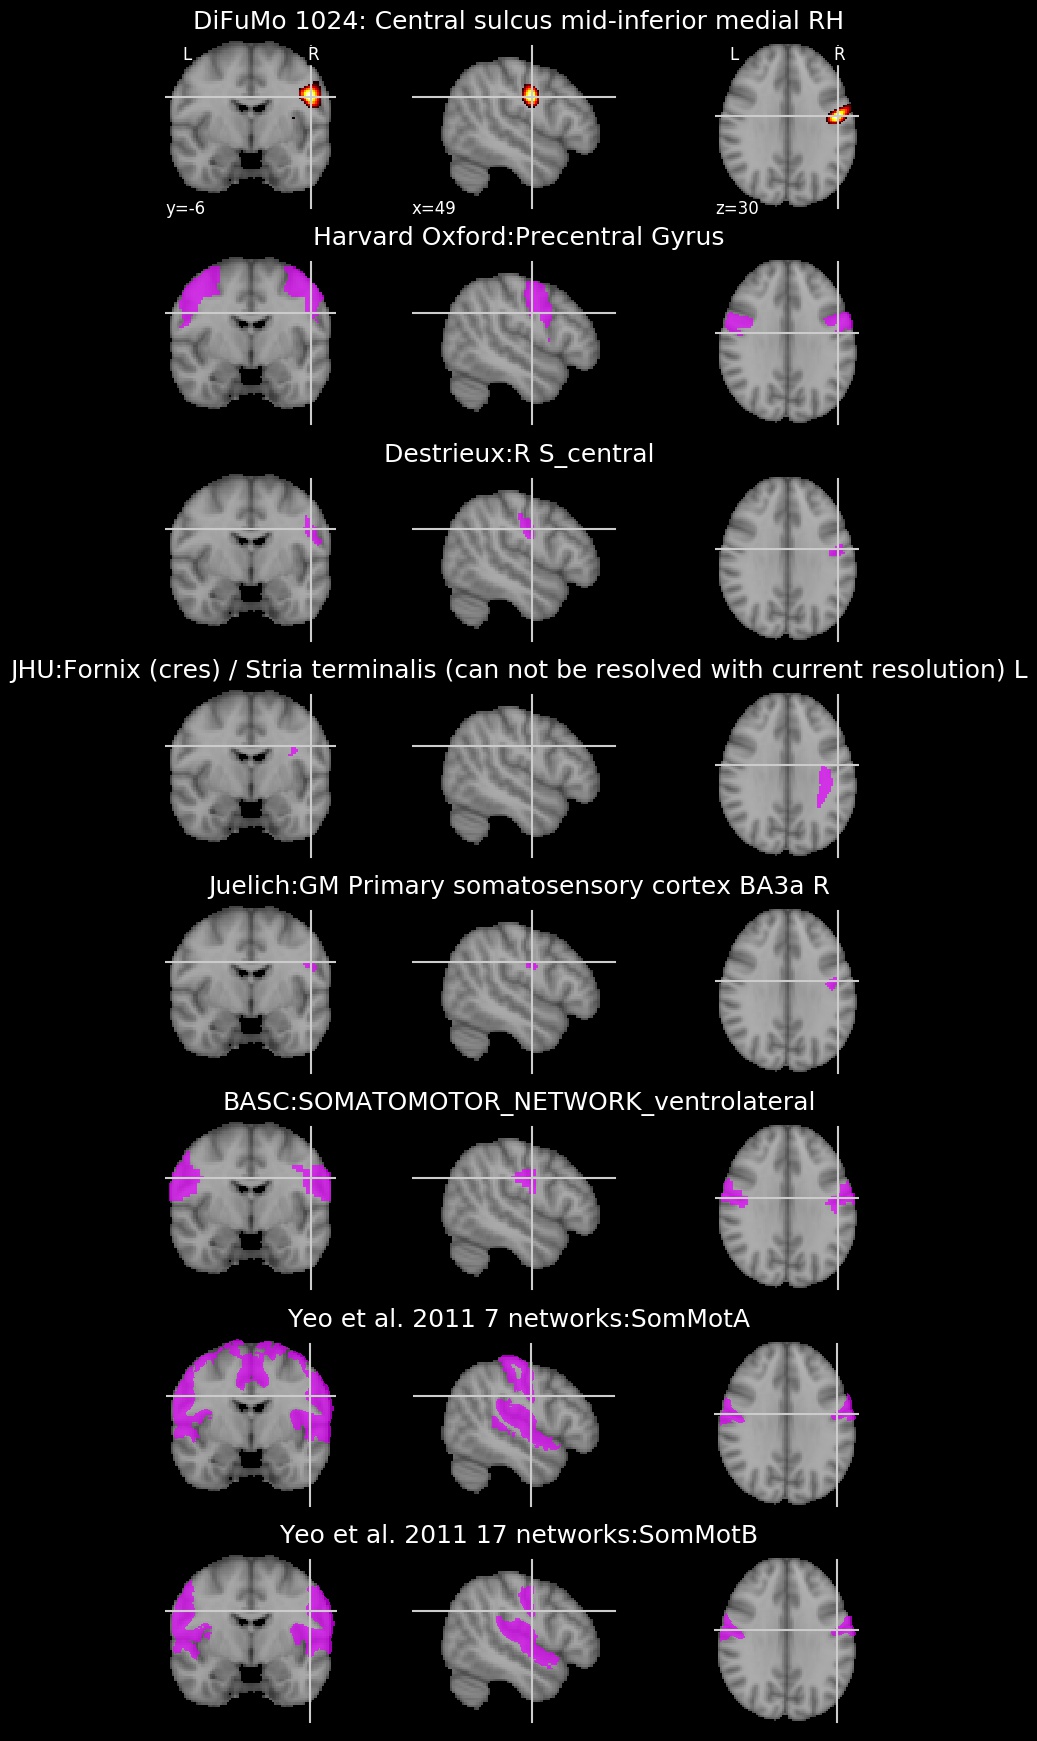 DiFuMo 1024: Central sulcus mid-inferior medial RH
L R L R
y=-6 x=49 z=30
Harvard Oxford:Precentral Gyrus
Destrieux:R S_central
JHU:Fornix (cres) / Stria terminalis (can not be resolved with current resolution) L
Juelich:GM Primary somatosensory cortex BA3a R
BASC:SOMATOMOTOR_NETWORK_ventrolateral
Yeo et al. 2011 7 networks:SomMotA
Yeo et al. 2011 17 networks:SomMotB